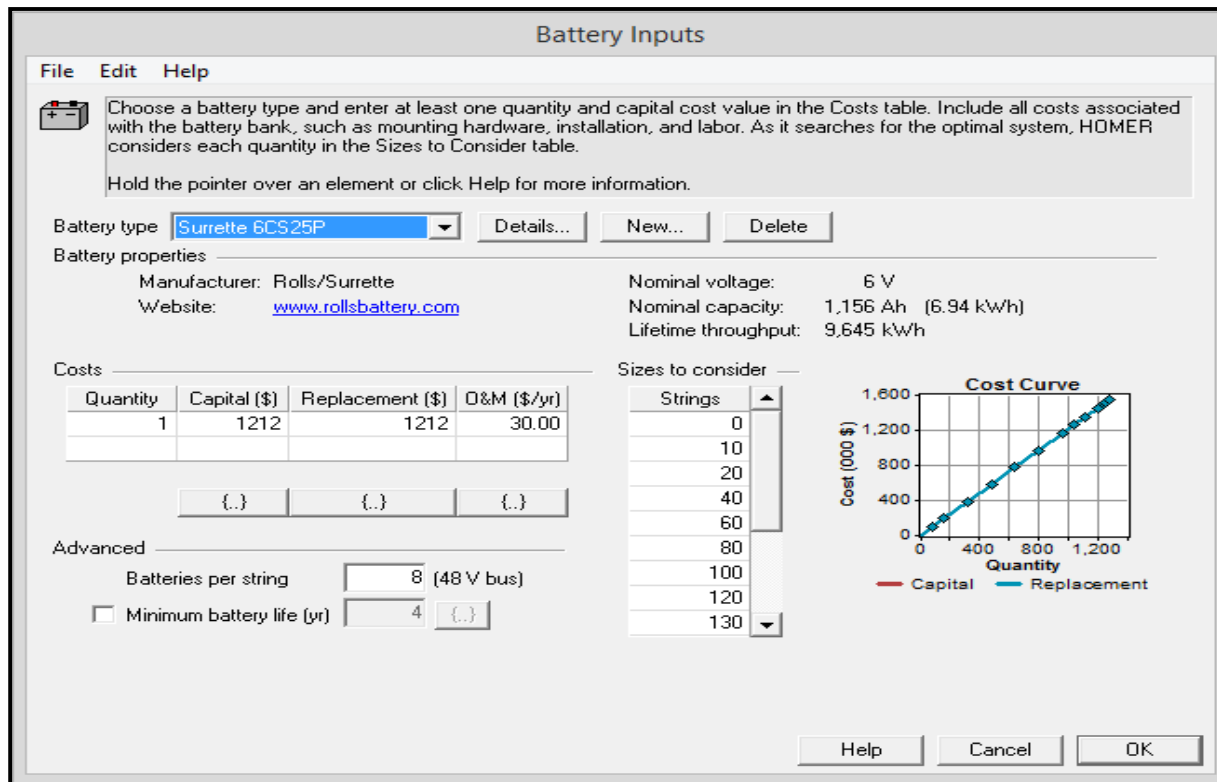 Battery Inputs
File Edit Help
Choose a battery type and enter at least one quantity and capital cost value in the Costs table. Include all costs associated
with the battery bank, such as mounting hardware, installation, and labor. As it searches for the optimal system, HOMER
considers each quantity in the Sizes to Consider table.
Hold the pointer over an element or click Help for more information.
Battery type Surrette 6CS25P Details... New... Delete
Battery properties
Manufacturer: Rolls/Surrette
Website: www.rollsbattery.com
Nominal voltage: 6 V
Nominal capacity: 1,156 Ah (6.94 kWh)
Lifetime throughput: 9,645 kWh
Costs
Quantity Capital ($) Replacement ($) O&M ($/yr)
1 1212 1212 30.00
{..} {..} {..}
Advanced
Batteries per string 8 (48 V bus)
Minimum battery life (yr) 4 {..}
Sizes to consider
Strings
0
10
20
40
60
80
100
120
130
Cost Curve
Cost (000 $)
1,600
1,200
800
400
0
0 400 800 1,200
Quantity
Capital Replacement
Help Cancel OK